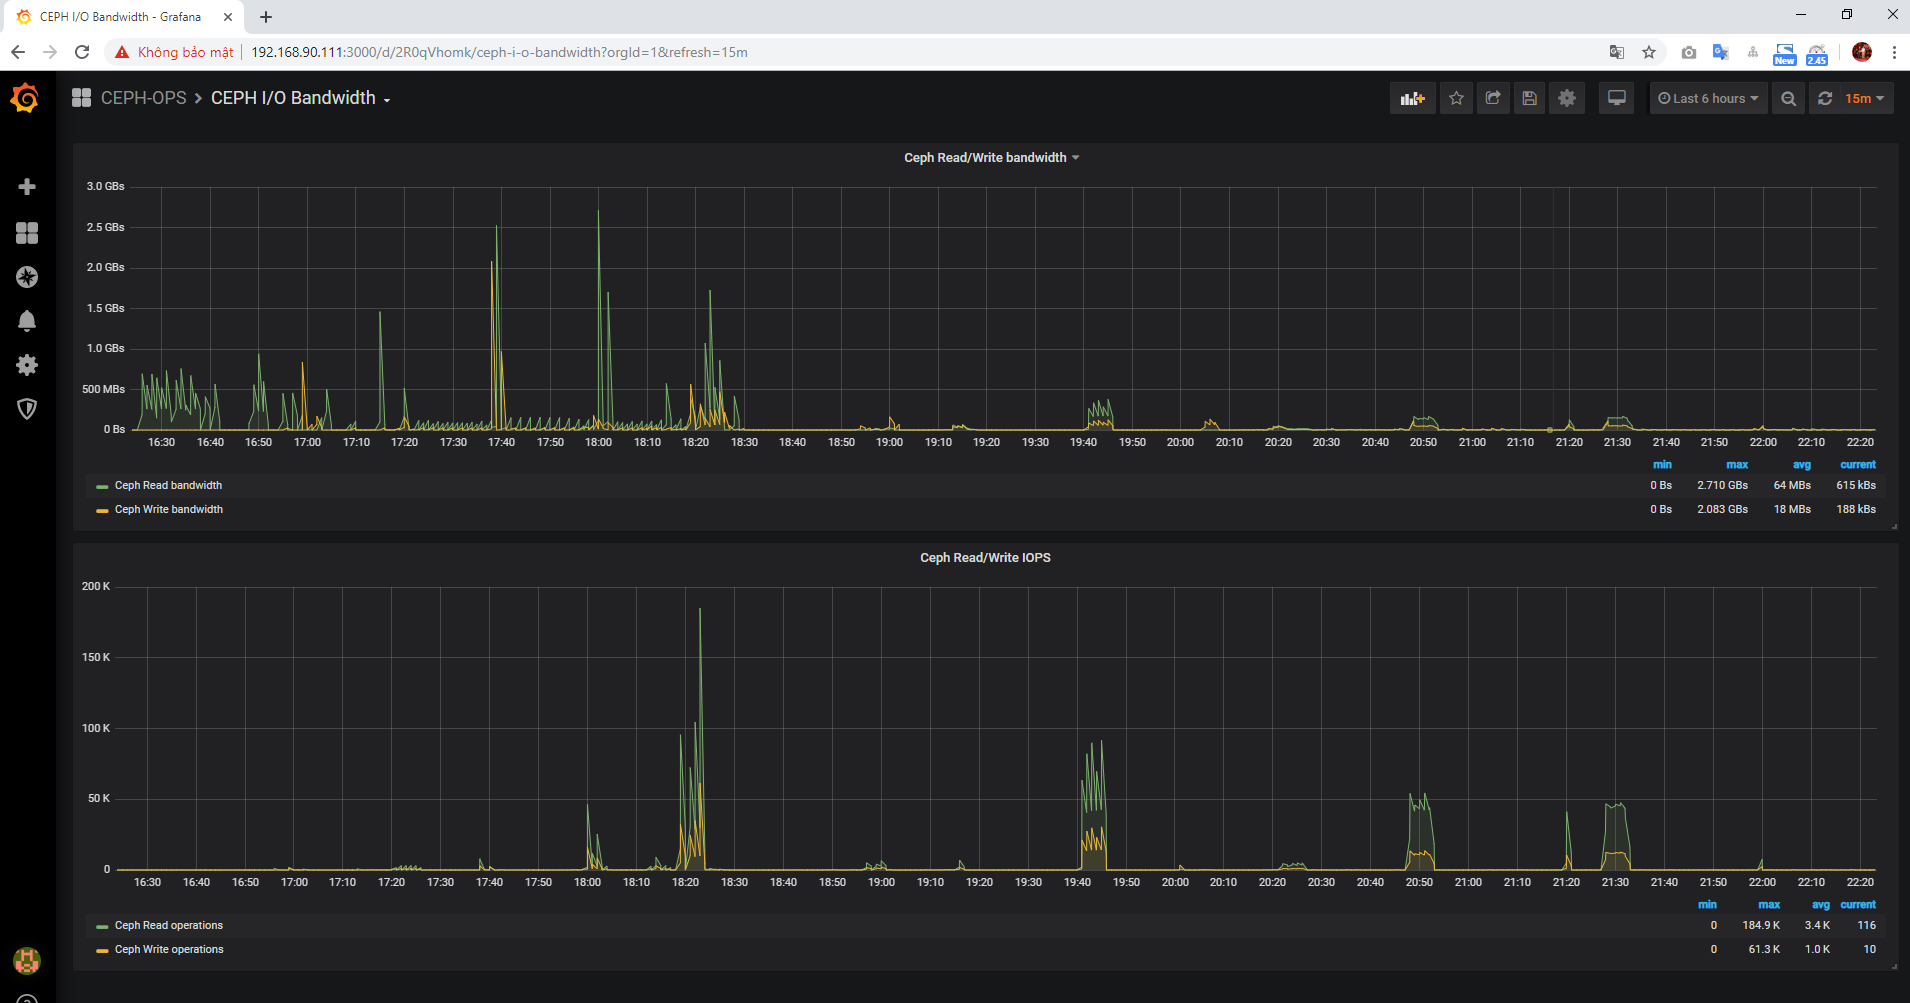 CEPH I/O Bandwidth - Grafana
Không bảo mật 192.168.90.111:3000/d/2R0qVhomk/ceph-i-o-bandwidth?orgId=1&refresh=15m
New 2.45
CEPH-OPS > CEPH I/O Bandwidth
Last 6 hours 15m
Ceph Read/Write bandwidth
3.0 GBs
2.5 GBs
2.0 GBs
1.5 GBs
1.0 GBs
500 MBs
0 Bs
16:30 16:40 16:50 17:00 17:10 17:20 17:30 17:40 17:50 18:00 18:10 18:20 18:30 18:40 18:50 19:00 19:10 19:20 19:30 19:40 19:50 20:00 20:10 20:20 20:30 20:40 20:50 21:00 21:10 21:20 21:30 21:40 21:50 22:00 22:10 22:20
min max avg current
Ceph Read bandwidth 0 Bs 2.710 GBs 64 MBs 615 kBs
Ceph Write bandwidth 0 Bs 2.083 GBs 18 MBs 188 kBs
Ceph Read/Write IOPS
200 K
150 K
100 K
50 K
0
16:30 16:40 16:50 17:00 17:10 17:20 17:30 17:40 17:50 18:00 18:10 18:20 18:30 18:40 18:50 19:00 19:10 19:20 19:30 19:40 19:50 20:00 20:10 20:20 20:30 20:40 20:50 21:00 21:10 21:20 21:30 21:40 21:50 22:00 22:10 22:20
min max avg current
Ceph Read operations 0 184.9 K 3.4 K 116
Ceph Write operations 0 61.3 K 1.0 K 10